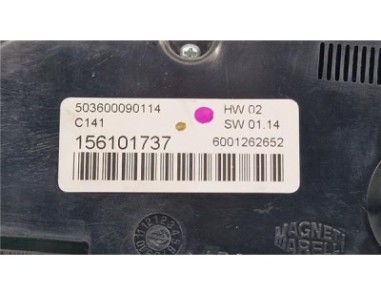 503600090114 HW 02
C141 SW 01.14
156101737 6001262652
MAGNETI
MARELLI